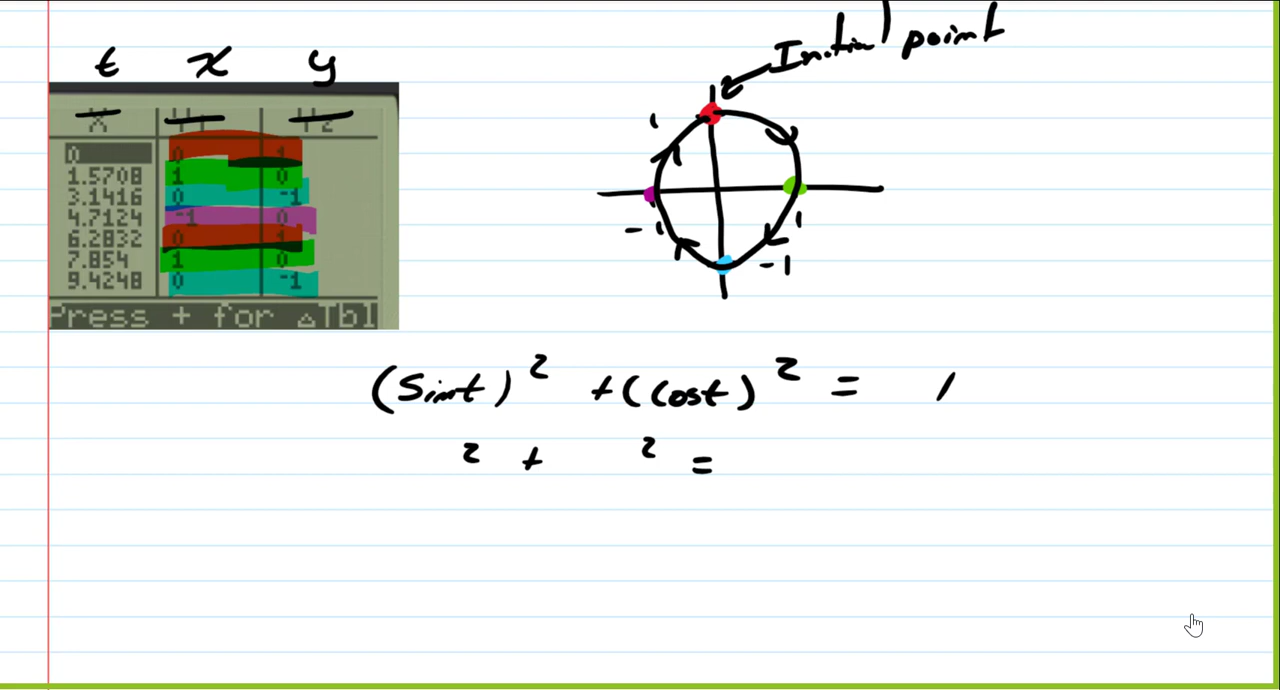 Initial point
t x y
X Y₁ Y₂
0 0 1
1.5708 1 0
3.1416 0 -1
4.7124 -1 0
6.2832 0 1
7.854 1 0
9.4248 0 -1
Press + for △Tbl
1
-1
1
-1
(Sint)² + (Cost)² = 1
² + ² =